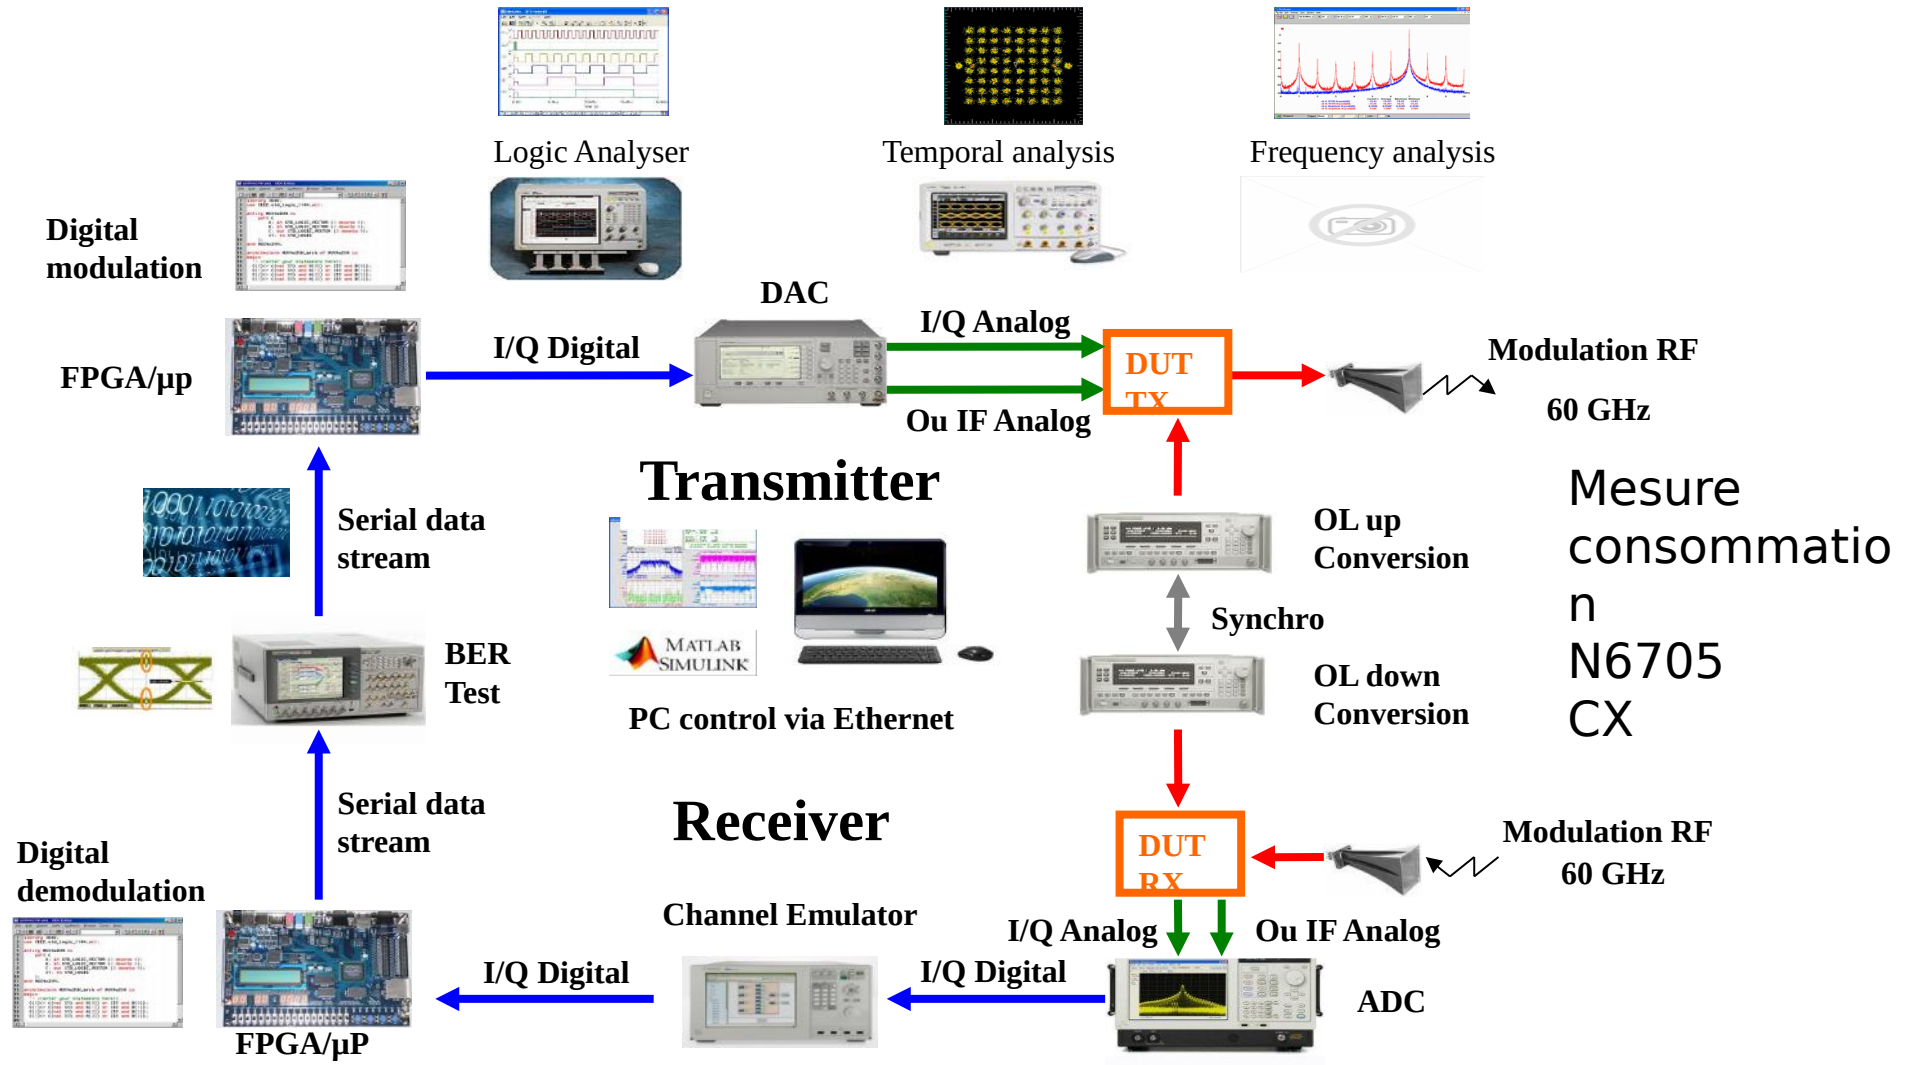 Logic Analyser
Temporal analysis
Frequency analysis
Digital
modulation
DAC
I/Q Analog
I/Q Digital
FPGA/µp
DUT
TX
Modulation RF
60 GHz
Ou IF Analog
Transmitter
Serial data
stream
OL up
Conversion
Mesure
consommatio
n
N6705
CX
Synchro
MATLAB
SIMULINK
BER
Test
OL down
Conversion
PC control via Ethernet
Serial data
stream
Receiver
DUT
RX
Modulation RF
60 GHz
Digital
demodulation
Channel Emulator
I/Q Analog
Ou IF Analog
I/Q Digital
I/Q Digital
ADC
FPGA/µP